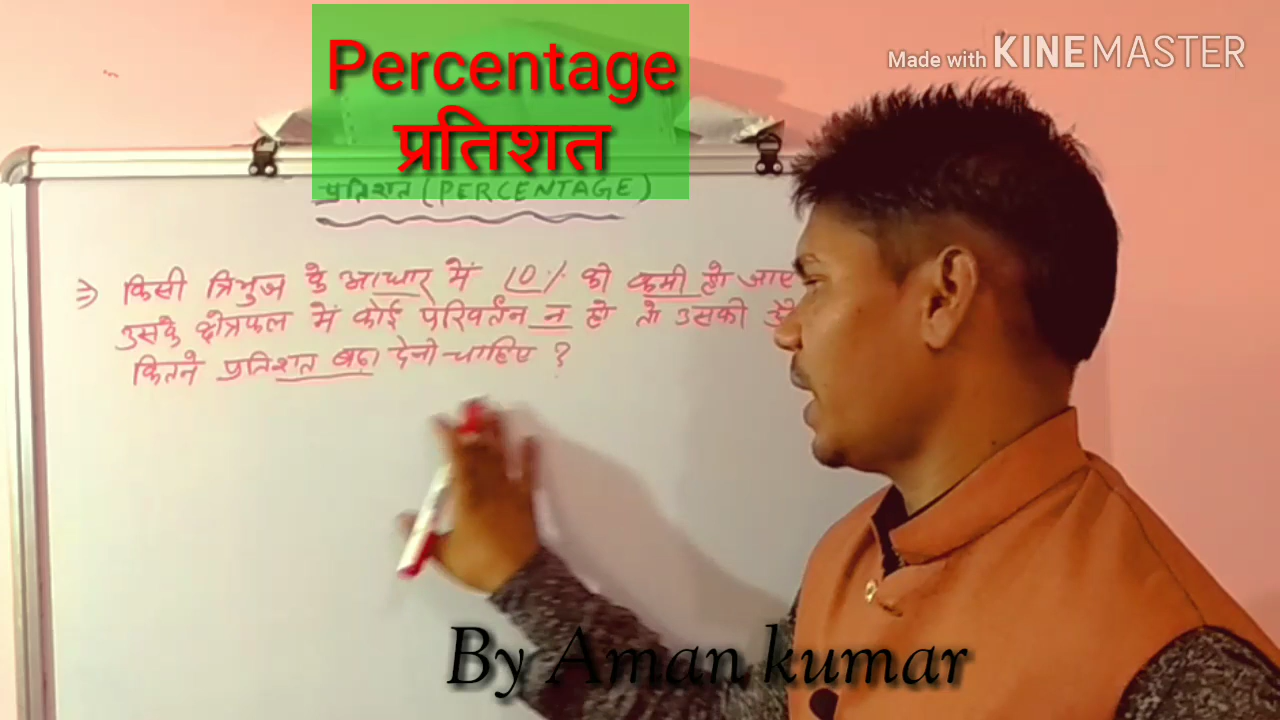 Percentage
प्रतिशत
Made with KINEMASTER
प्रतिशत (PERCENTAGE)
⇒ किसी त्रिभुज के आधार में 10% की कमी हो जाए
उसके क्षेत्रफल में कोई परिवर्तन न हो तो उसकी
कितने प्रतिशत बढ़ा देनी चाहिए ?
By Aman kumar